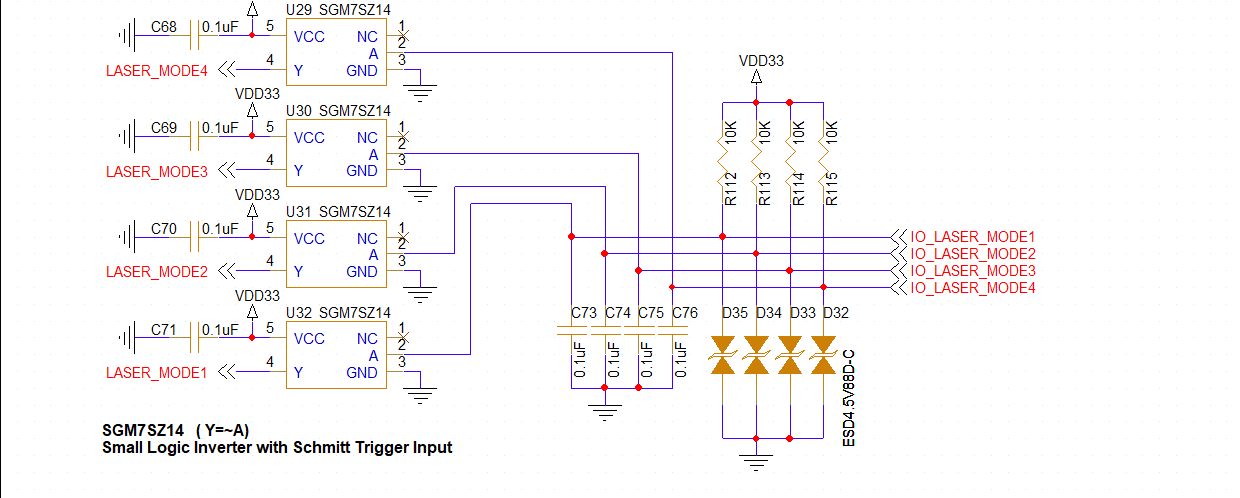 U29 SGM7SZ14
C68 0.1uF 5 VCC NC 1
A 2
LASER_MODE4 4 Y GND 3
VDD33
U30 SGM7SZ14
C69 0.1uF 5 VCC NC 1
A 2
LASER_MODE3 4 Y GND 3
VDD33
U31 SGM7SZ14
C70 0.1uF 5 VCC NC 1
A 2
LASER_MODE2 4 Y GND 3
VDD33
U32 SGM7SZ14
C71 0.1uF 5 VCC NC 1
A 2
LASER_MODE1 4 Y GND 3
VDD33
10K 10K 10K 10K
R112 R113 R114 R115
IO_LASER_MODE1
IO_LASER_MODE2
IO_LASER_MODE3
IO_LASER_MODE4
C73 C74 C75 C76 D35 D34 D33 D32
0.1uF 0.1uF 0.1uF 0.1uF
ESD4.5V88D-C
SGM7SZ14 ( Y=~A)
Small Logic Inverter with Schmitt Trigger Input